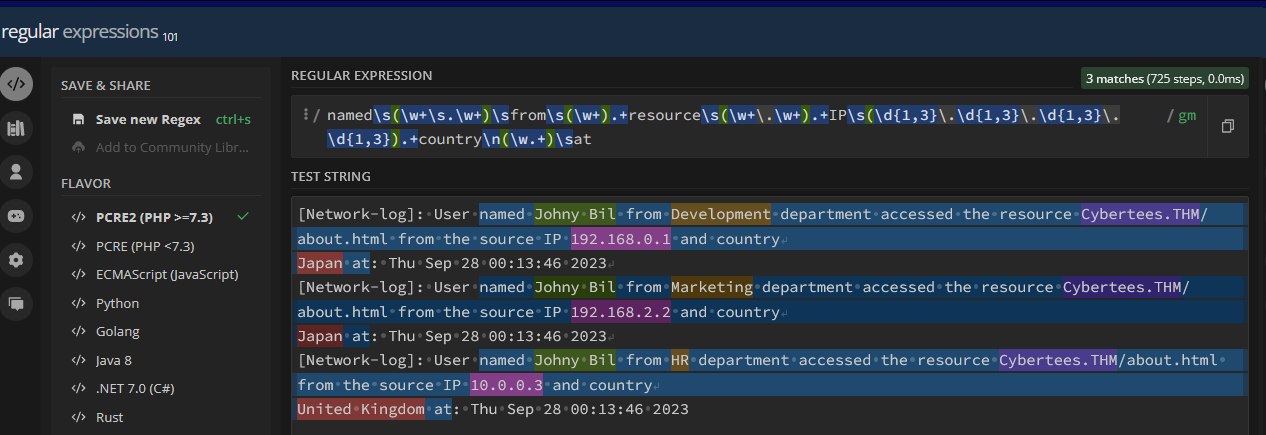 regular expressions 101
SAVE & SHARE
Save new Regex ctrl+s
Add to Community Libr...
FLAVOR
PCRE2 (PHP >=7.3)
PCRE (PHP <7.3)
ECMAScript (JavaScript)
Python
Golang
Java 8
.NET 7.0 (C#)
Rust
REGULAR EXPRESSION
3 matches (725 steps, 0.0ms)
/ named\s(\w+\s.\w+)\sfrom\s(\w+).+resource\s(\w+\.\w+).+IP\s(\d{1,3}\.\d{1,3}\.\d{1,3}\. / gm
\d{1,3}).+country\n(\w.+)\sat
TEST STRING
[Network-log]: User named Johny Bil from Development department accessed the resource Cybertees.THM/
about.html from the source IP 192.168.0.1 and country
Japan at: Thu Sep 28 00:13:46 2023
[Network-log]: User named Johny Bil from Marketing department accessed the resource Cybertees.THM/
about.html from the source IP 192.168.2.2 and country
Japan at: Thu Sep 28 00:13:46 2023
[Network-log]: User named Johny Bil from HR department accessed the resource Cybertees.THM/about.html
from the source IP 10.0.0.3 and country
United Kingdom at: Thu Sep 28 00:13:46 2023